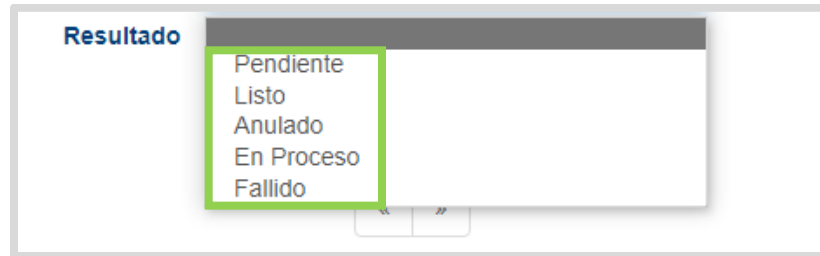 Resultado
Pendiente
Listo
Anulado
En Proceso
Fallido
« »